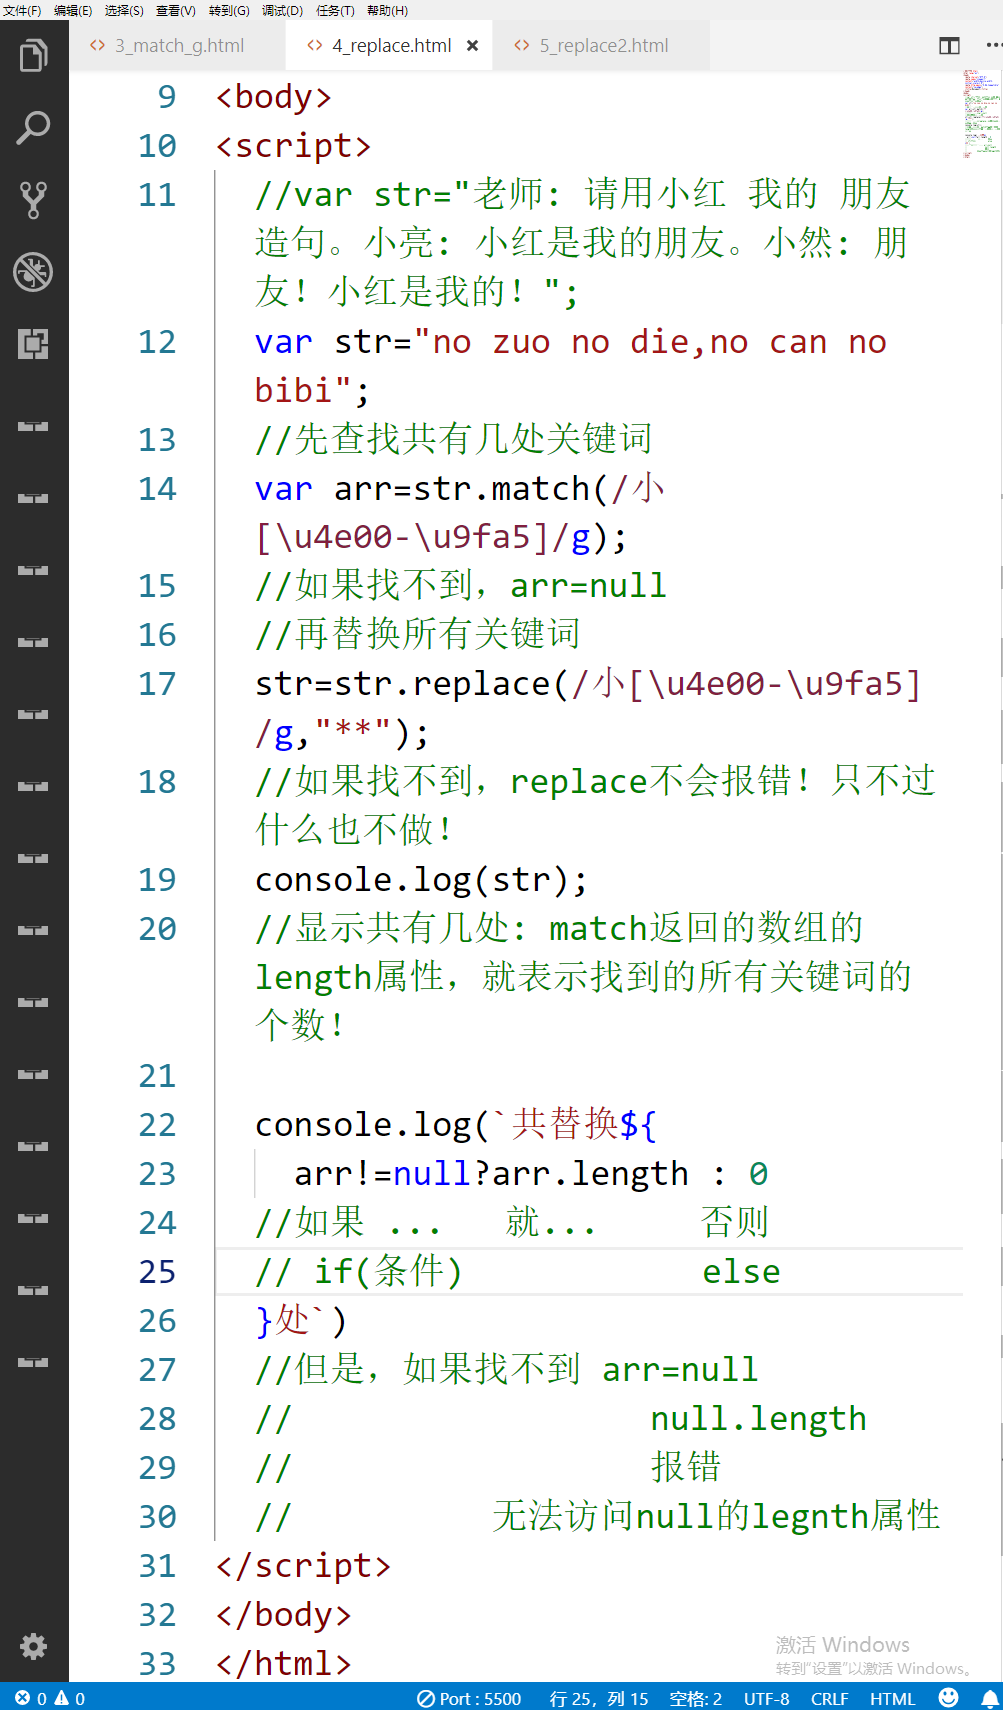 文件(F) 编辑(E) 选择(S) 查看(V) 转到(G) 调试(D) 任务(T) 帮助(H)
<> 3_match_g.html <> 4_replace.html × <> 5_replace2.html
9 <body>
10 <script>
11 //var str="老师: 请用小红 我的 朋友
造句。小亮: 小红是我的朋友。小然: 朋
友! 小红是我的! ";
12 var str="no zuo no die,no can no
bibi";
13 //先查找共有几处关键词
14 var arr=str.match(/小
[\u4e00-\u9fa5]/g);
15 //如果找不到, arr=null
16 //再替换所有关键词
17 str=str.replace(/小[\u4e00-\u9fa5]
/g,"**");
18 //如果找不到, replace不会报错! 只不过
什么也不做!
19 console.log(str);
20 //显示共有几处: match返回的数组的
length属性, 就表示找到的所有关键词的
个数!
21
22 console.log(`共替换${
23 arr!=null?arr.length : 0
24 //如果 ... 就... 否则
25 // if(条件) else
26 }处`)
27 //但是, 如果找不到 arr=null
28 // null.length
29 // 报错
30 // 无法访问null的legnth属性
31 </script>
32 </body>
33 </html>
激活 Windows
转到"设置"以激活 Windows。
0 0 Port : 5500 行 25, 列 15 空格: 2 UTF-8 CRLF HTML